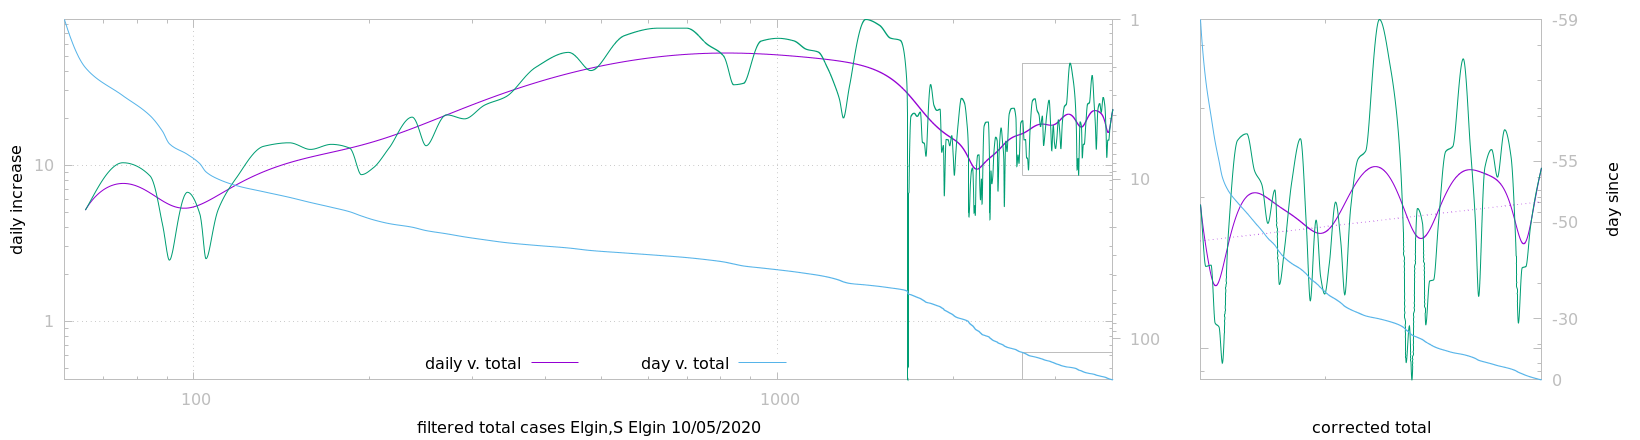 1
-59
10
10
-55
-50
1
-30
100
0
daily increase
day since
daily v. total
day v. total
100
1000
filtered total cases Elgin,S Elgin 10/05/2020
corrected total